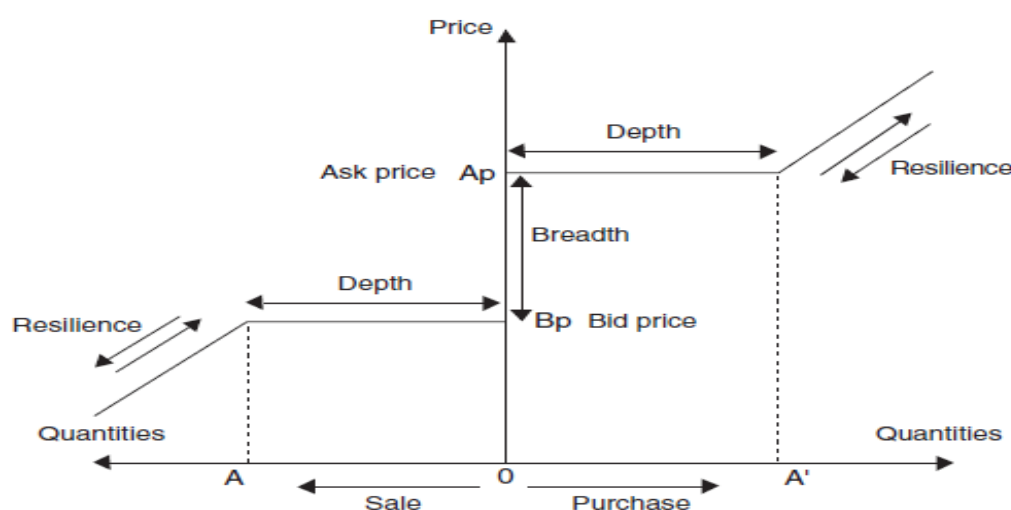 Price
Depth
Ask price Ap
Resilience
Breadth
Depth
Resilience
Bp Bid price
Quantities
Quantities
A
0
A'
Sale
Purchase